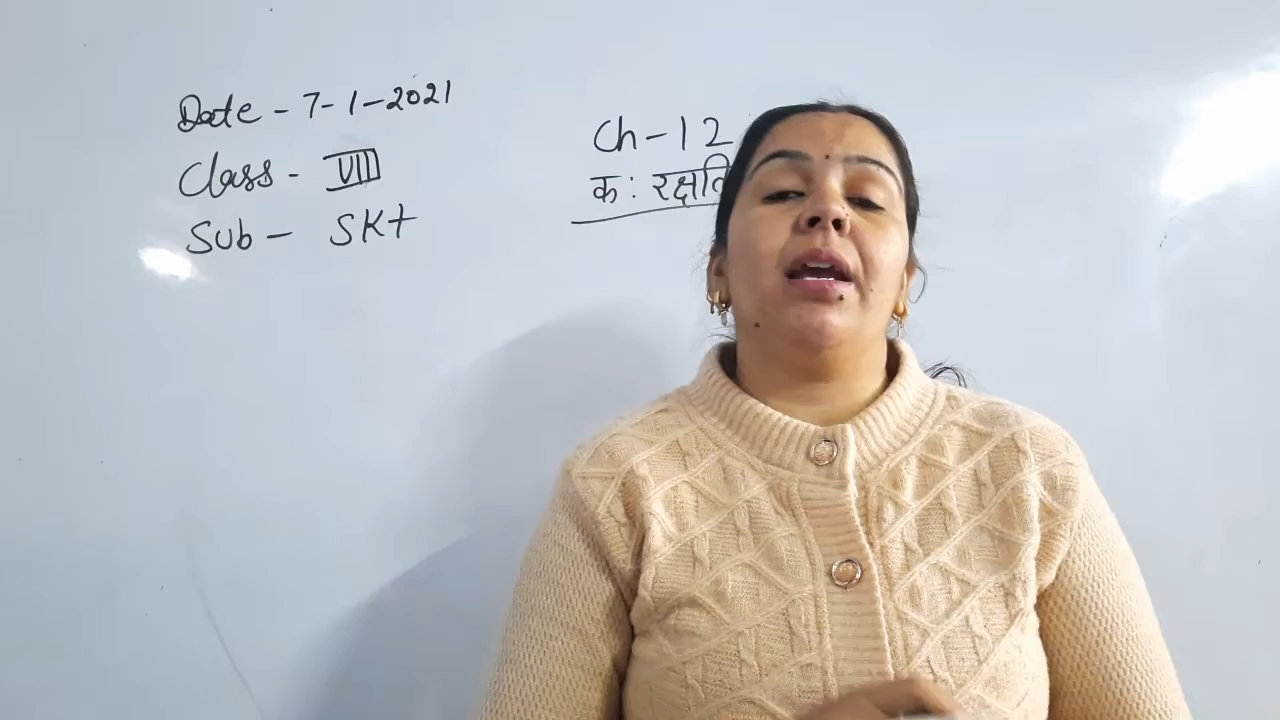 Date - 7-1-2021
Class - VIII
Sub - SKt
Ch-12
कः रक्षति